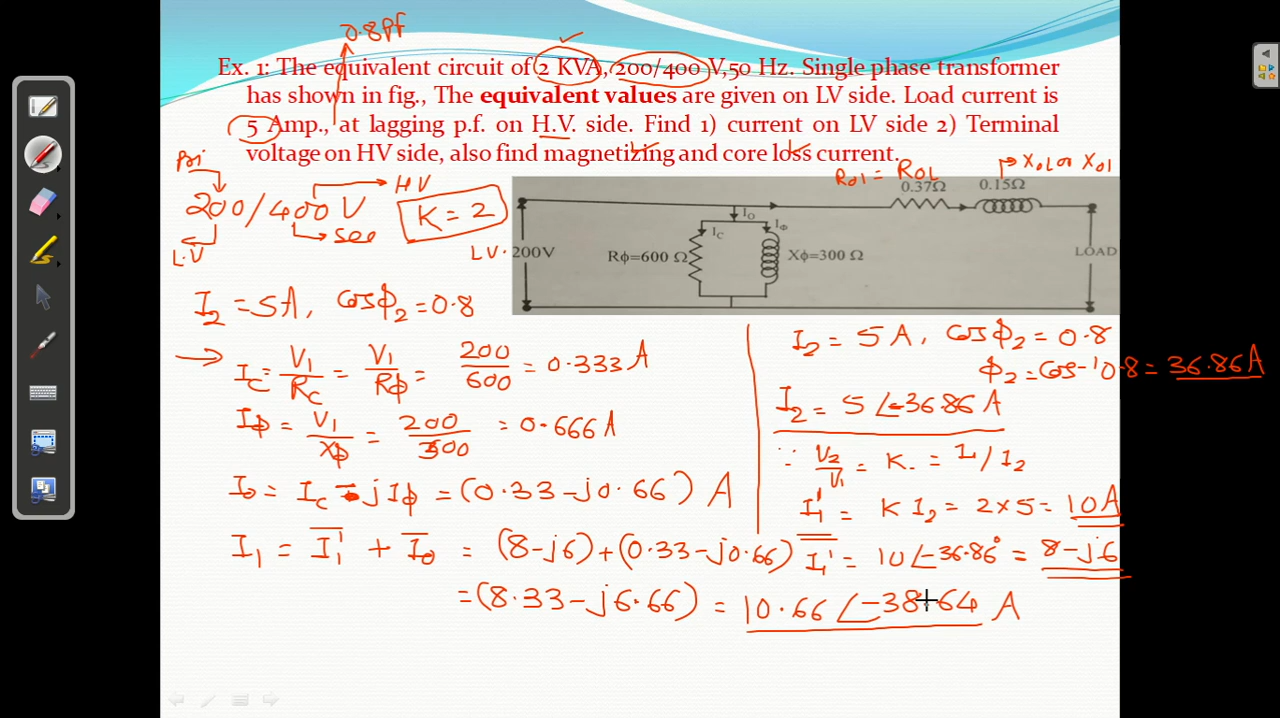 0.8Pf
Ex. 1: The equivalent circuit of 2 KVA, 200/400 V,50 Hz. Single phase transformer
has shown in fig., The equivalent values are given on LV side. Load current is
5 Amp., at lagging p.f. on H.V. side. Find 1) current on LV side 2) Terminal
voltage on HV side, also find magnetizing and core loss current.
Pri
200/400 V
HV
sec
L.V
K = 2
R01 = R0L
X0L or X01
0.37Ω
0.15Ω
I0
IC
Iϕ
LV.
200V
Rϕ=600 Ω
Xϕ=300 Ω
LOAD
I2 = 5A, cosϕ2 = 0.8
IC = V1/RC = V1/Rϕ = 200/600 = 0.333 A
Iϕ = V1/Xϕ = 200/300 = 0.666 A
I0 = IC - jIϕ = (0.33-j0.66) A
I1 = I1' + I0 = (8-j6)+(0.33-j0.66)
=(8.33-j6.66) = 10.66∠-38.64 A
I2 = 5 A, cosϕ2 = 0.8
ϕ2 = cos-1 0.8 = 36.86A
I2 = 5∠-36.86 A
∵ V2/V1 = K. = I1/I2
I1' = K I2 = 2×5 = 10A
I1' = 10∠-36.86° = 8-j6